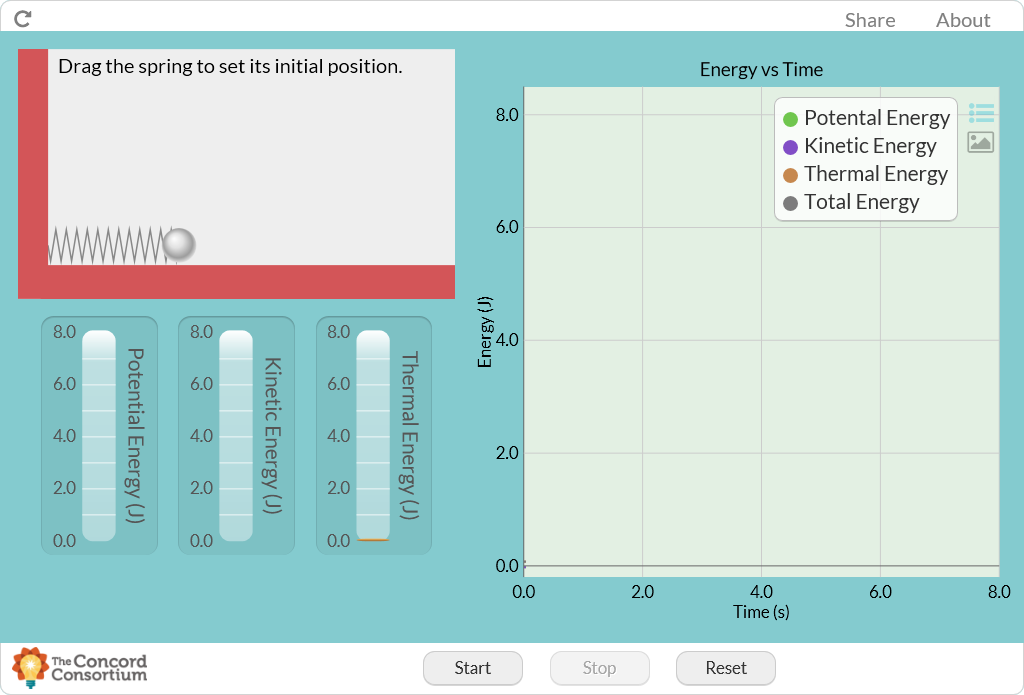 Share About
Drag the spring to set its initial position.
8.0
6.0
4.0
2.0
0.0
Potential Energy (J)
8.0
6.0
4.0
2.0
0.0
Kinetic Energy (J)
8.0
6.0
4.0
2.0
0.0
Thermal Energy (J)
Energy vs Time
Potental Energy
Kinetic Energy
Thermal Energy
Total Energy
Energy (J)
8.0
6.0
4.0
2.0
0.0
0.0 2.0 4.0 6.0 8.0
Time (s)
The Concord
Consortium
Start Stop Reset